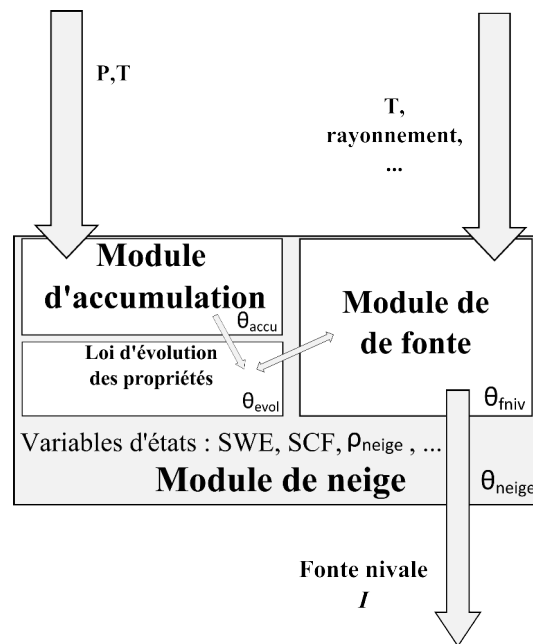 P,T
T,
rayonnement,
...
Module
d'accumulation
θaccu
Loi d'évolution
des propriétés
θevol
Module de
de fonte
θfniv
Variables d'états : SWE, SCF, ρneige , ...
Module de neige
θneige
Fonte nivale
I